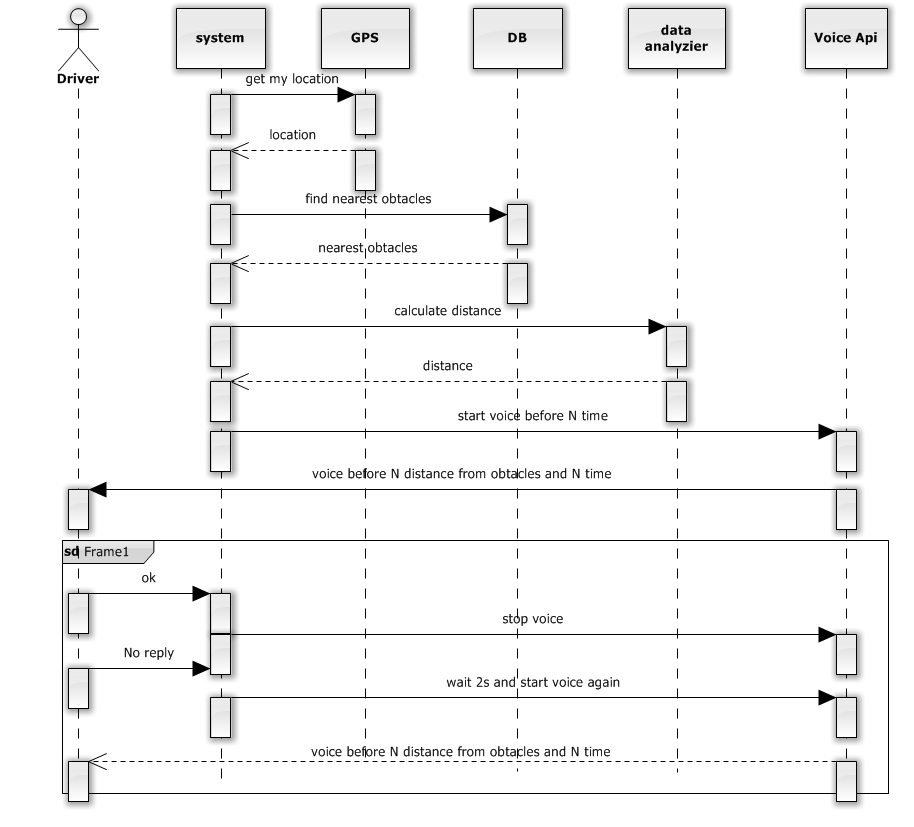 system
GPS
DB
data
analyzier
Voice Api
Driver
get my location
location
find nearest obtacles
nearest obtacles
calculate distance
distance
start voice before N time
voice before N distance from obtacles and N time
sd Frame1
ok
stop voice
No reply
wait 2s and start voice again
voice before N distance from obtacles and N time